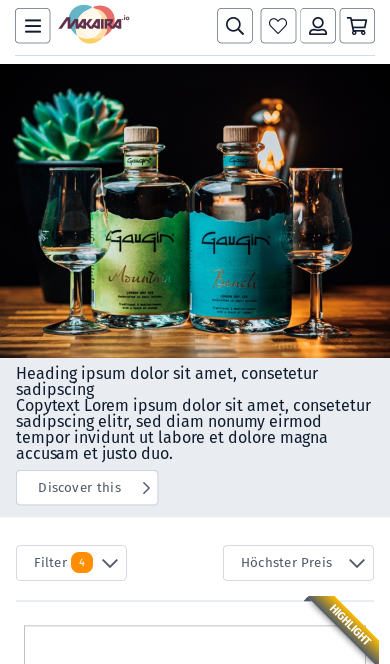 MAKAIRA.io
GauGin
Mountain
GauGin
Beach
Heading ipsum dolor sit amet, consetetur
sadipscing
Copytext Lorem ipsum dolor sit amet, consetetur
sadipscing elitr, sed diam nonumy eirmod
tempor invidunt ut labore et dolore magna
accusam et justo duo.
Discover this
Filter 4
Höchster Preis
HIGHLIGHT